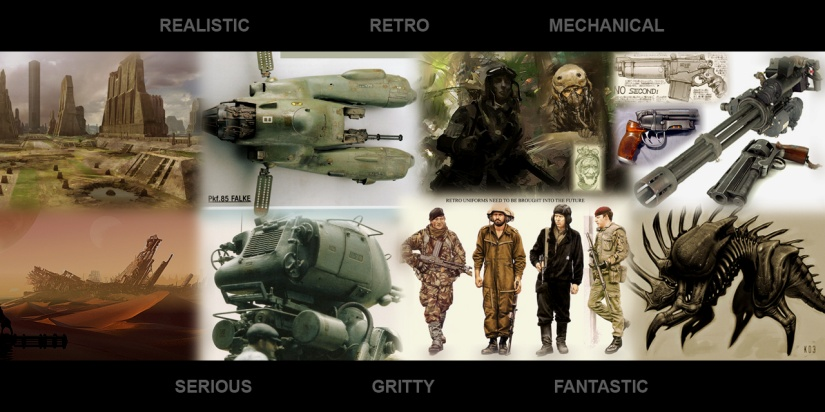 REALISTIC RETRO MECHANICAL
NO SECOND!
Pkf.85 FALKE
RETRO UNIFORMS NEED TO BE BROUGHT INTO THE FUTURE
K03
SERIOUS GRITTY FANTASTIC